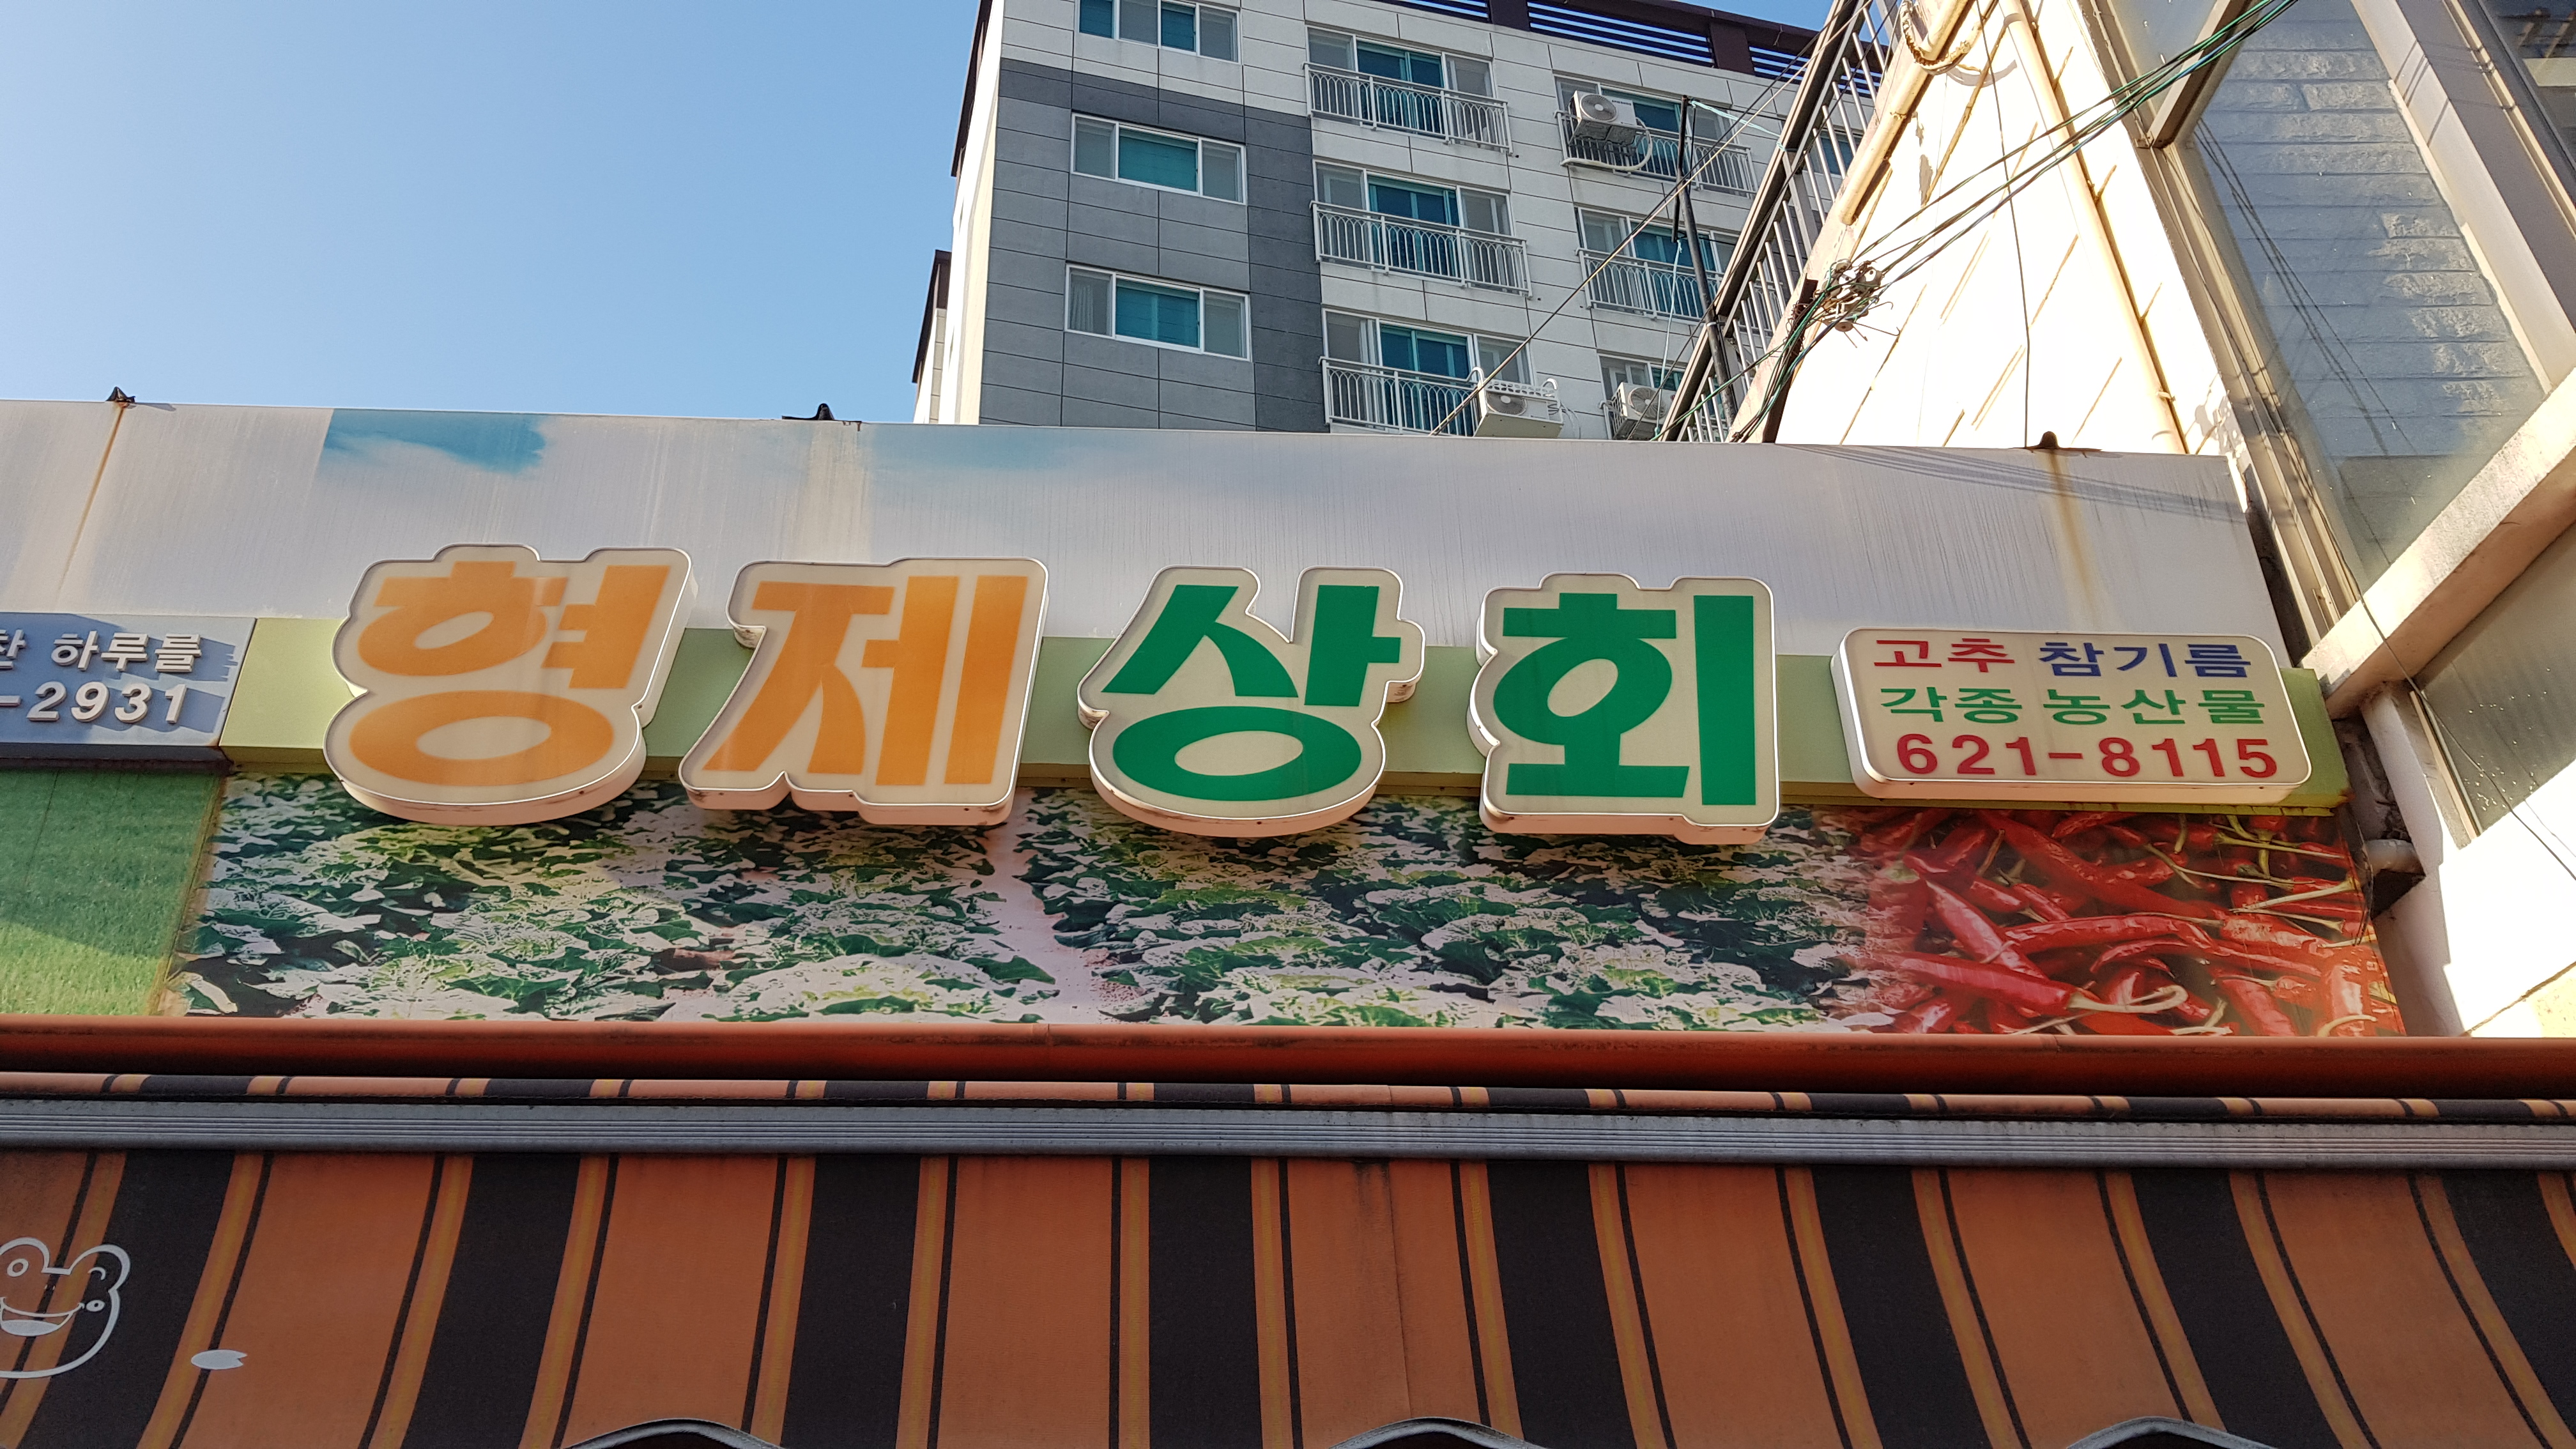 찬 하루를
-2931
형제상회
고추 참기름
각종 농산물
621-8115